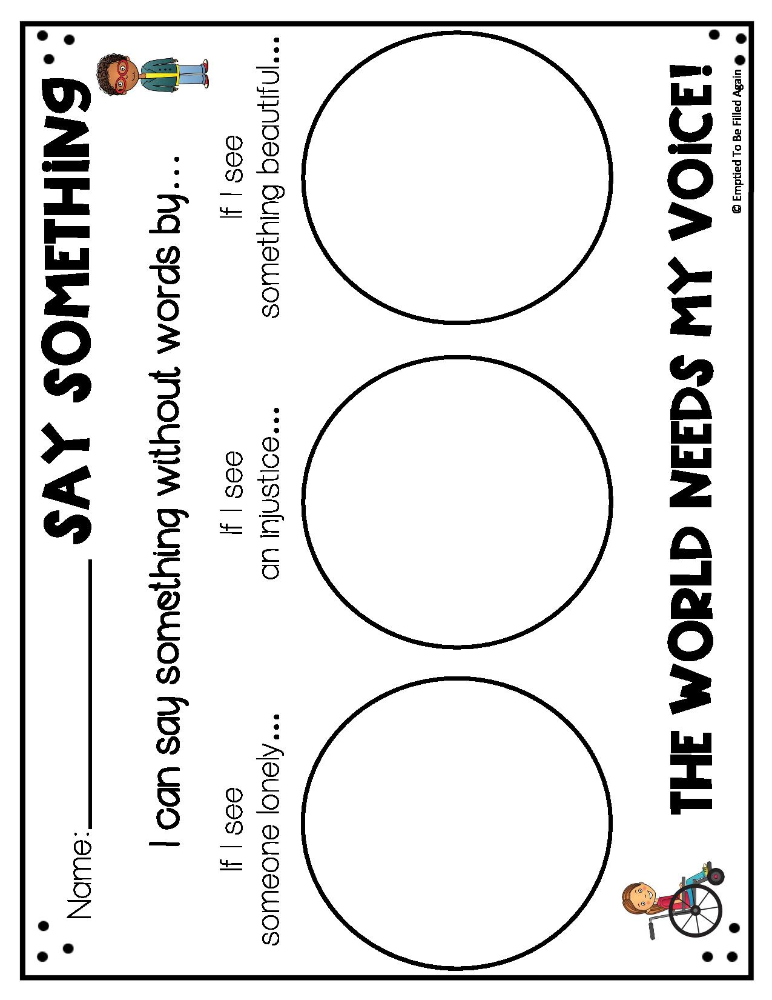 Name:
SAY SOMETHING
I can say something without words by...
If I see
someone lonely...
If I see
an injustice...
If I see
something beautiful...
THE WORLD NEEDS MY VOICE!
© Emptied To Be Filled Again